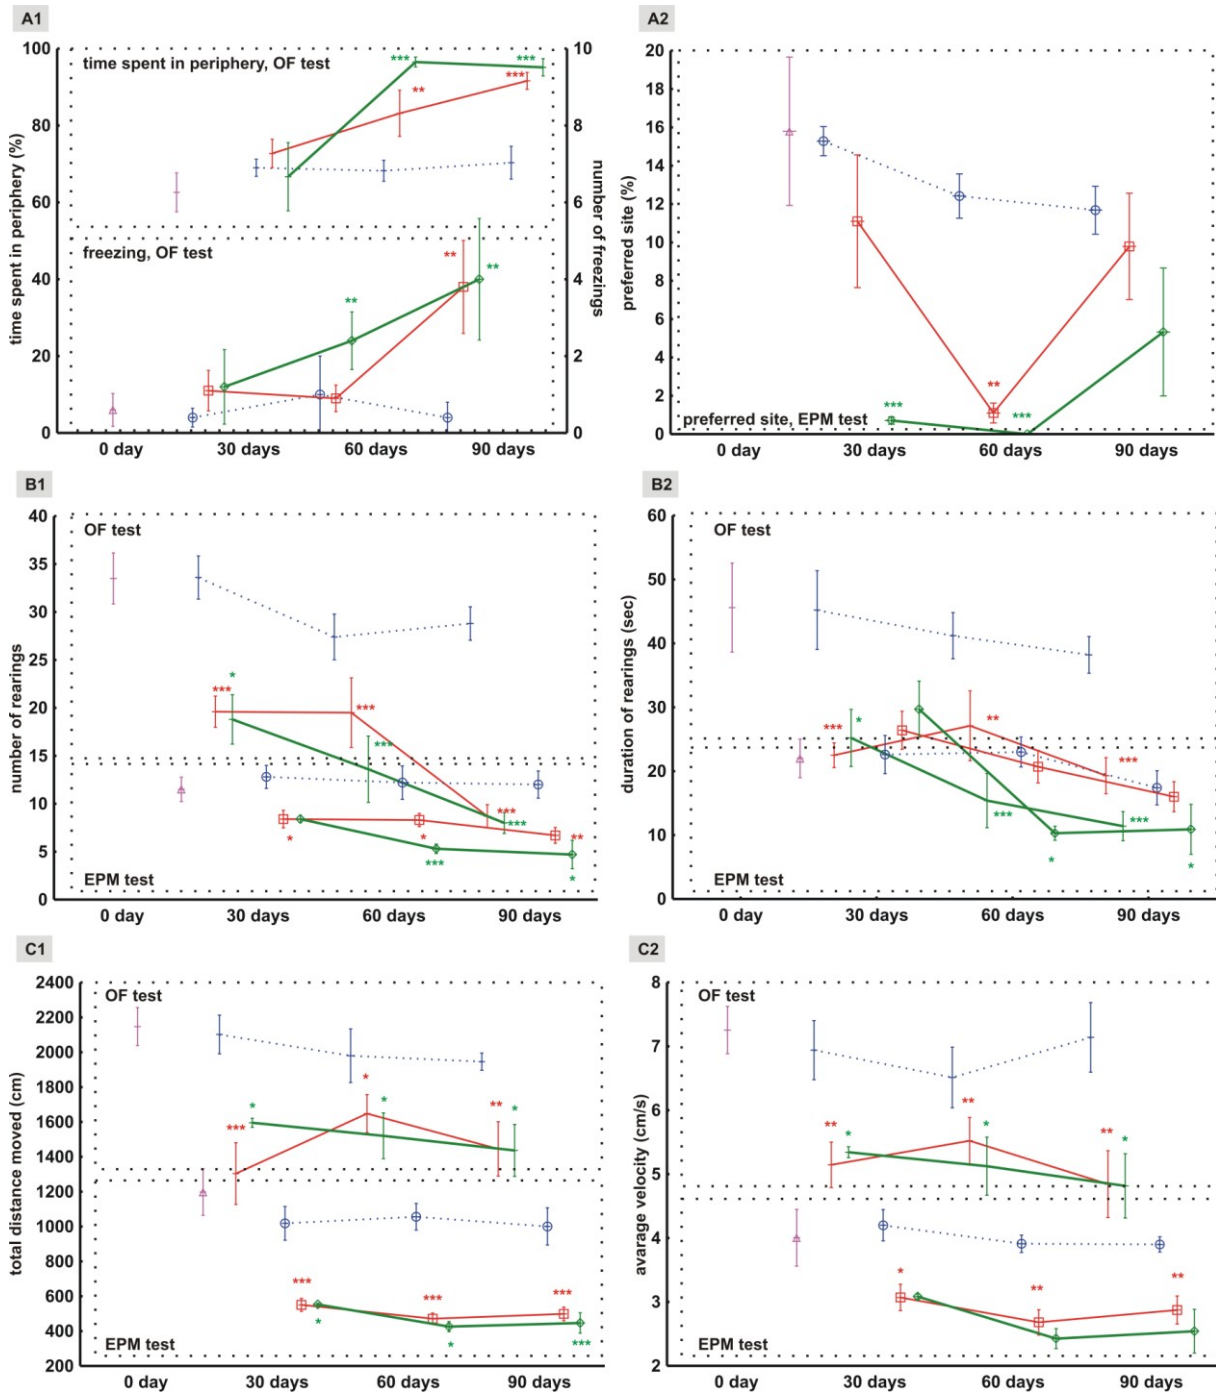 A1
time spent in periphery, OF test
freezing, OF test
time spent in periphery (%)
number of freezings
100
80
60
40
20
0
10
8
6
4
2
0
*** ***
***
**
** **
**
0 day 30 days 60 days 90 days
A2
preferred site (%)
20
18
16
14
12
10
8
6
4
2
0
**
*** ***
preferred site, EPM test
0 day 30 days 60 days 90 days
B1
OF test
number of rearings
40
35
30
25
20
15
10
5
0
*
*** ***
***
***
***
* * **
***
*
EPM test
0 day 30 days 60 days 90 days
B2
OF test
duration of rearings (sec)
60
50
40
30
20
10
0
*** * **
***
*** ***
* *
EPM test
0 day 30 days 60 days 90 days
C1
OF test
total distance moved (cm)
2400
2200
2000
1800
1600
1400
1200
1000
800
600
400
200
*
* * ** *
***
*** *** ***
*
* ***
EPM test
0 day 30 days 60 days 90 days
C2
OF test
avarage velocity (cm/s)
8
7
6
5
4
3
2
**
** * * ** *
* ** **
EPM test
0 day 30 days 60 days 90 days